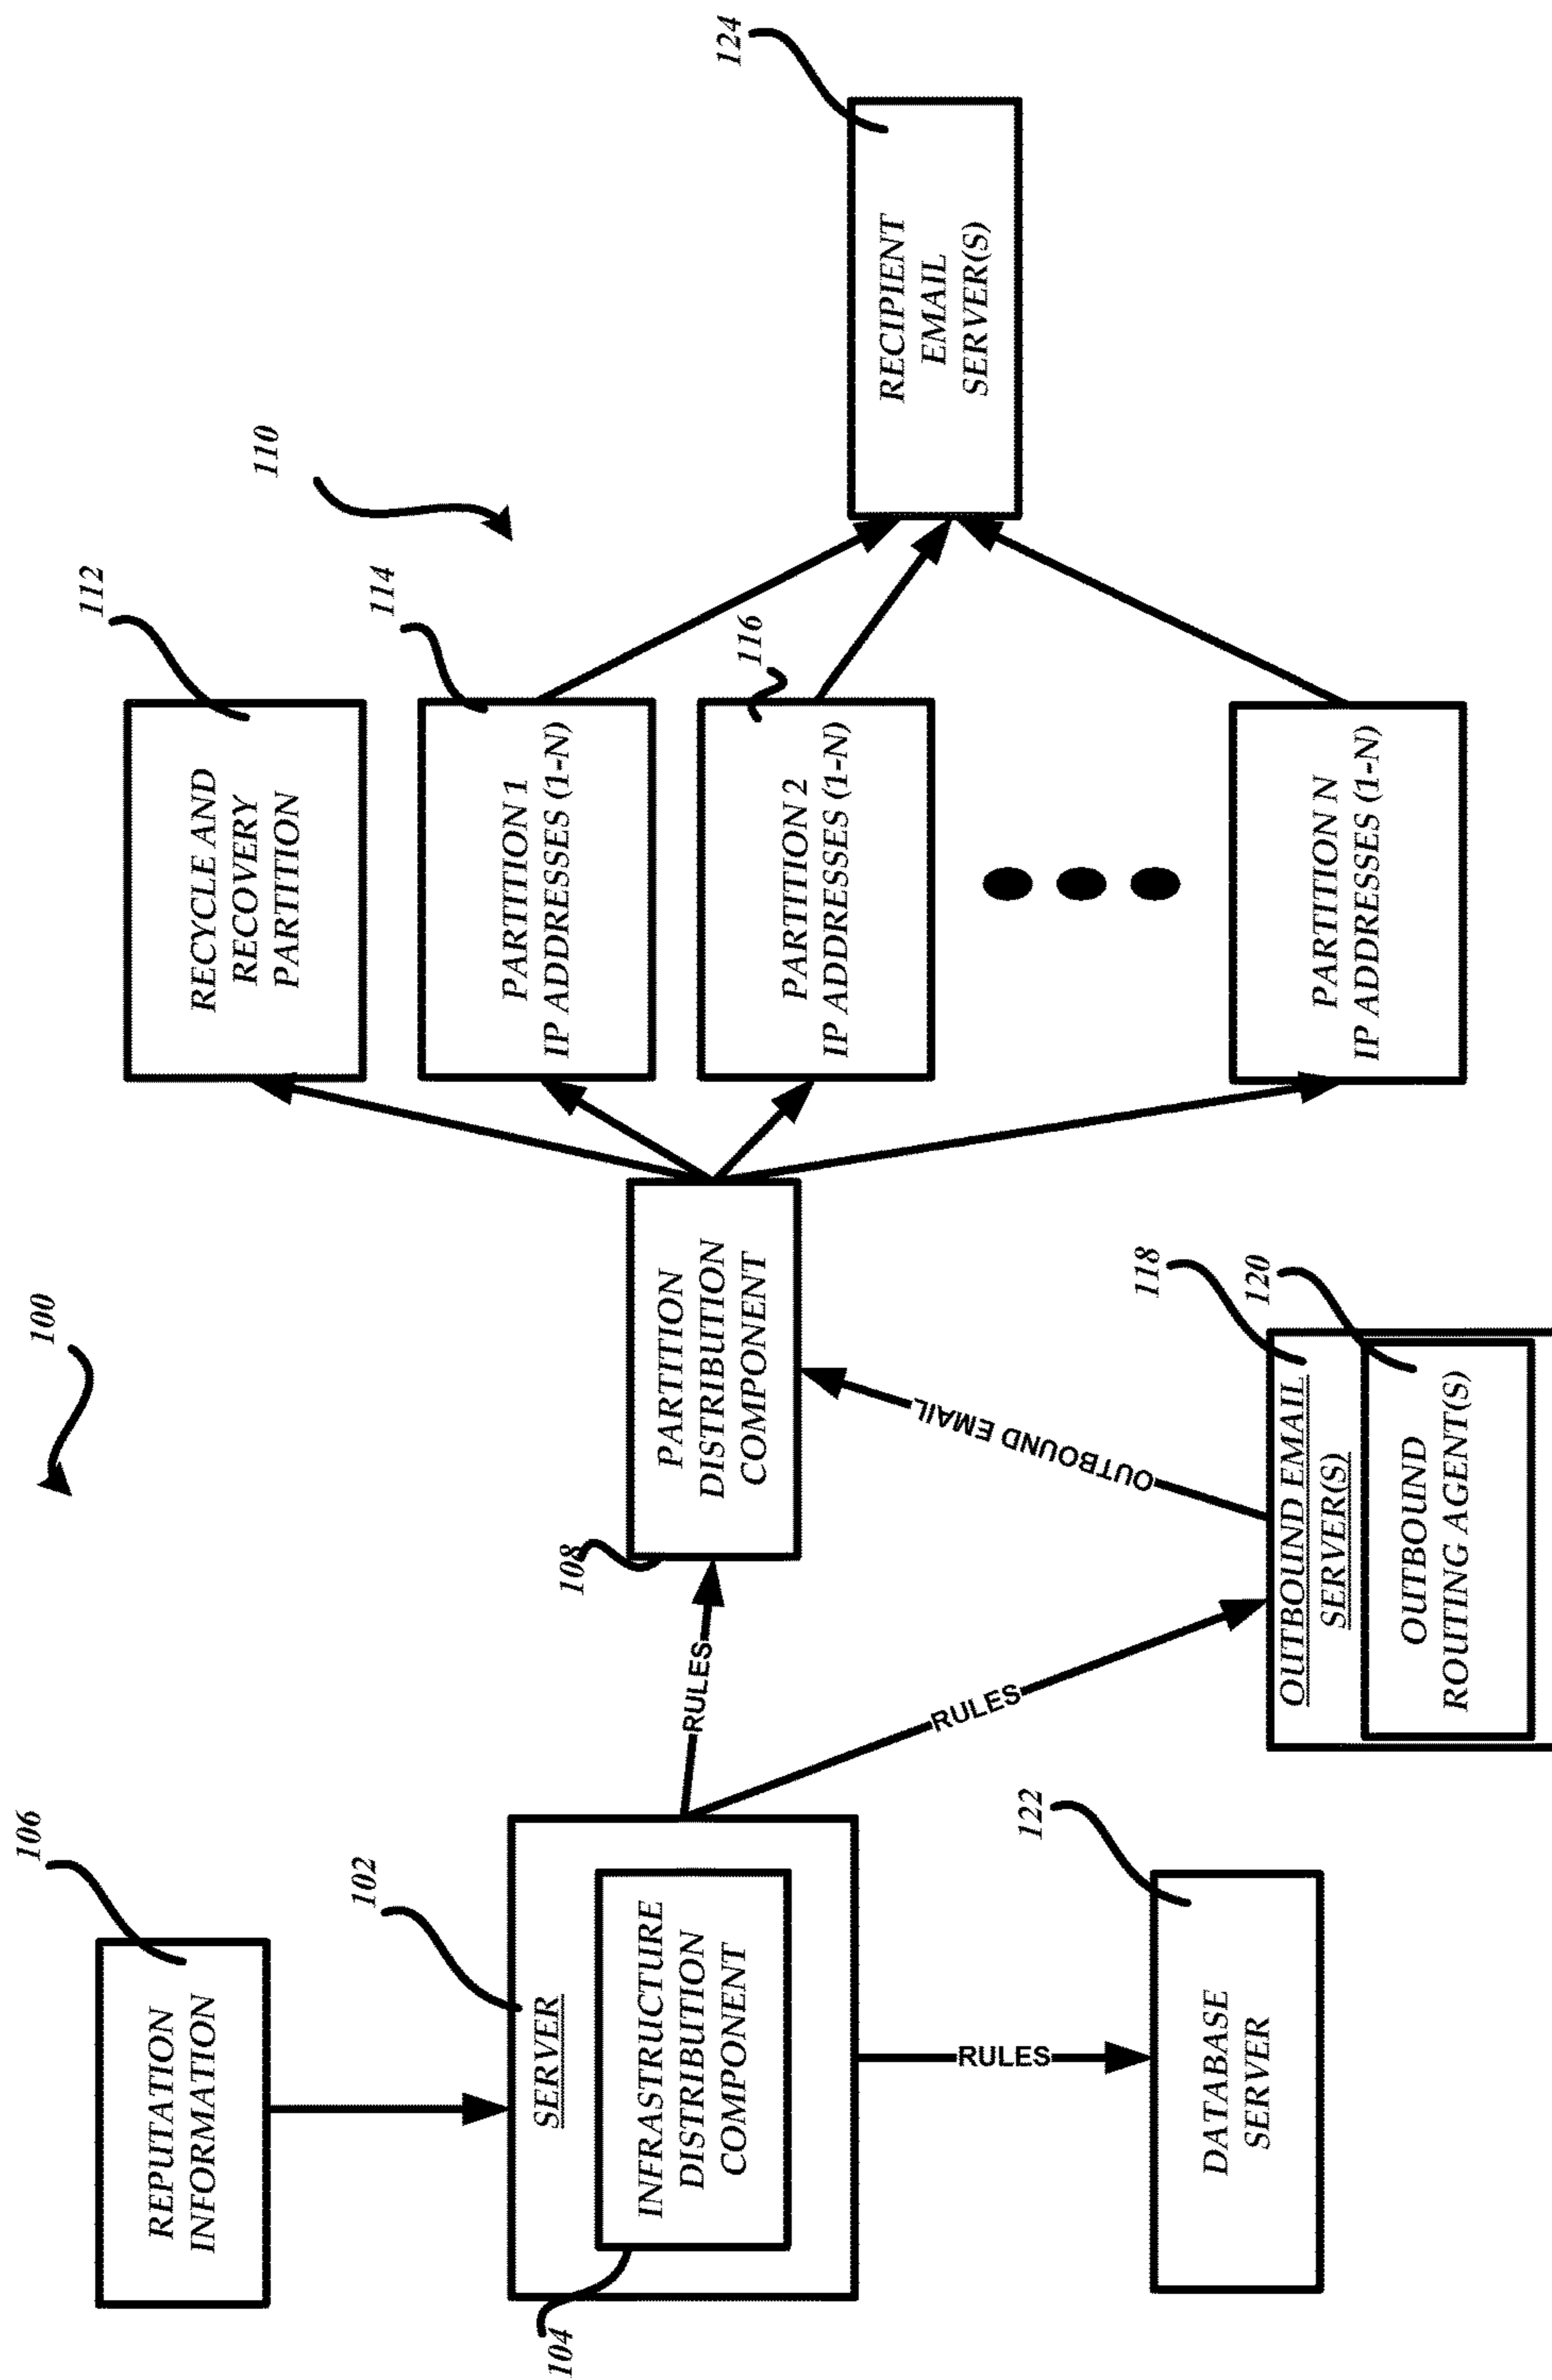 100
106
REPUTATION
INFORMATION
102
SERVER
INFRASTRUCTURE
DISTRIBUTION
COMPONENT
104
RULES
122
DATABASE
SERVER
RULES
RULES
108
PARTITION
DISTRIBUTION
COMPONENT
OUTBOUND EMAIL
118
OUTBOUND EMAIL
SERVER(S)
120
OUTBOUND
ROUTING AGENT(S)
110
112
RECYCLE AND
RECOVERY
PARTITION
114
PARTITION 1
IP ADDRESSES (1-N)
116
PARTITION 2
IP ADDRESSES (1-N)
PARTITION N
IP ADDRESSES (1-N)
124
RECIPIENT
EMAIL
SERVER(S)